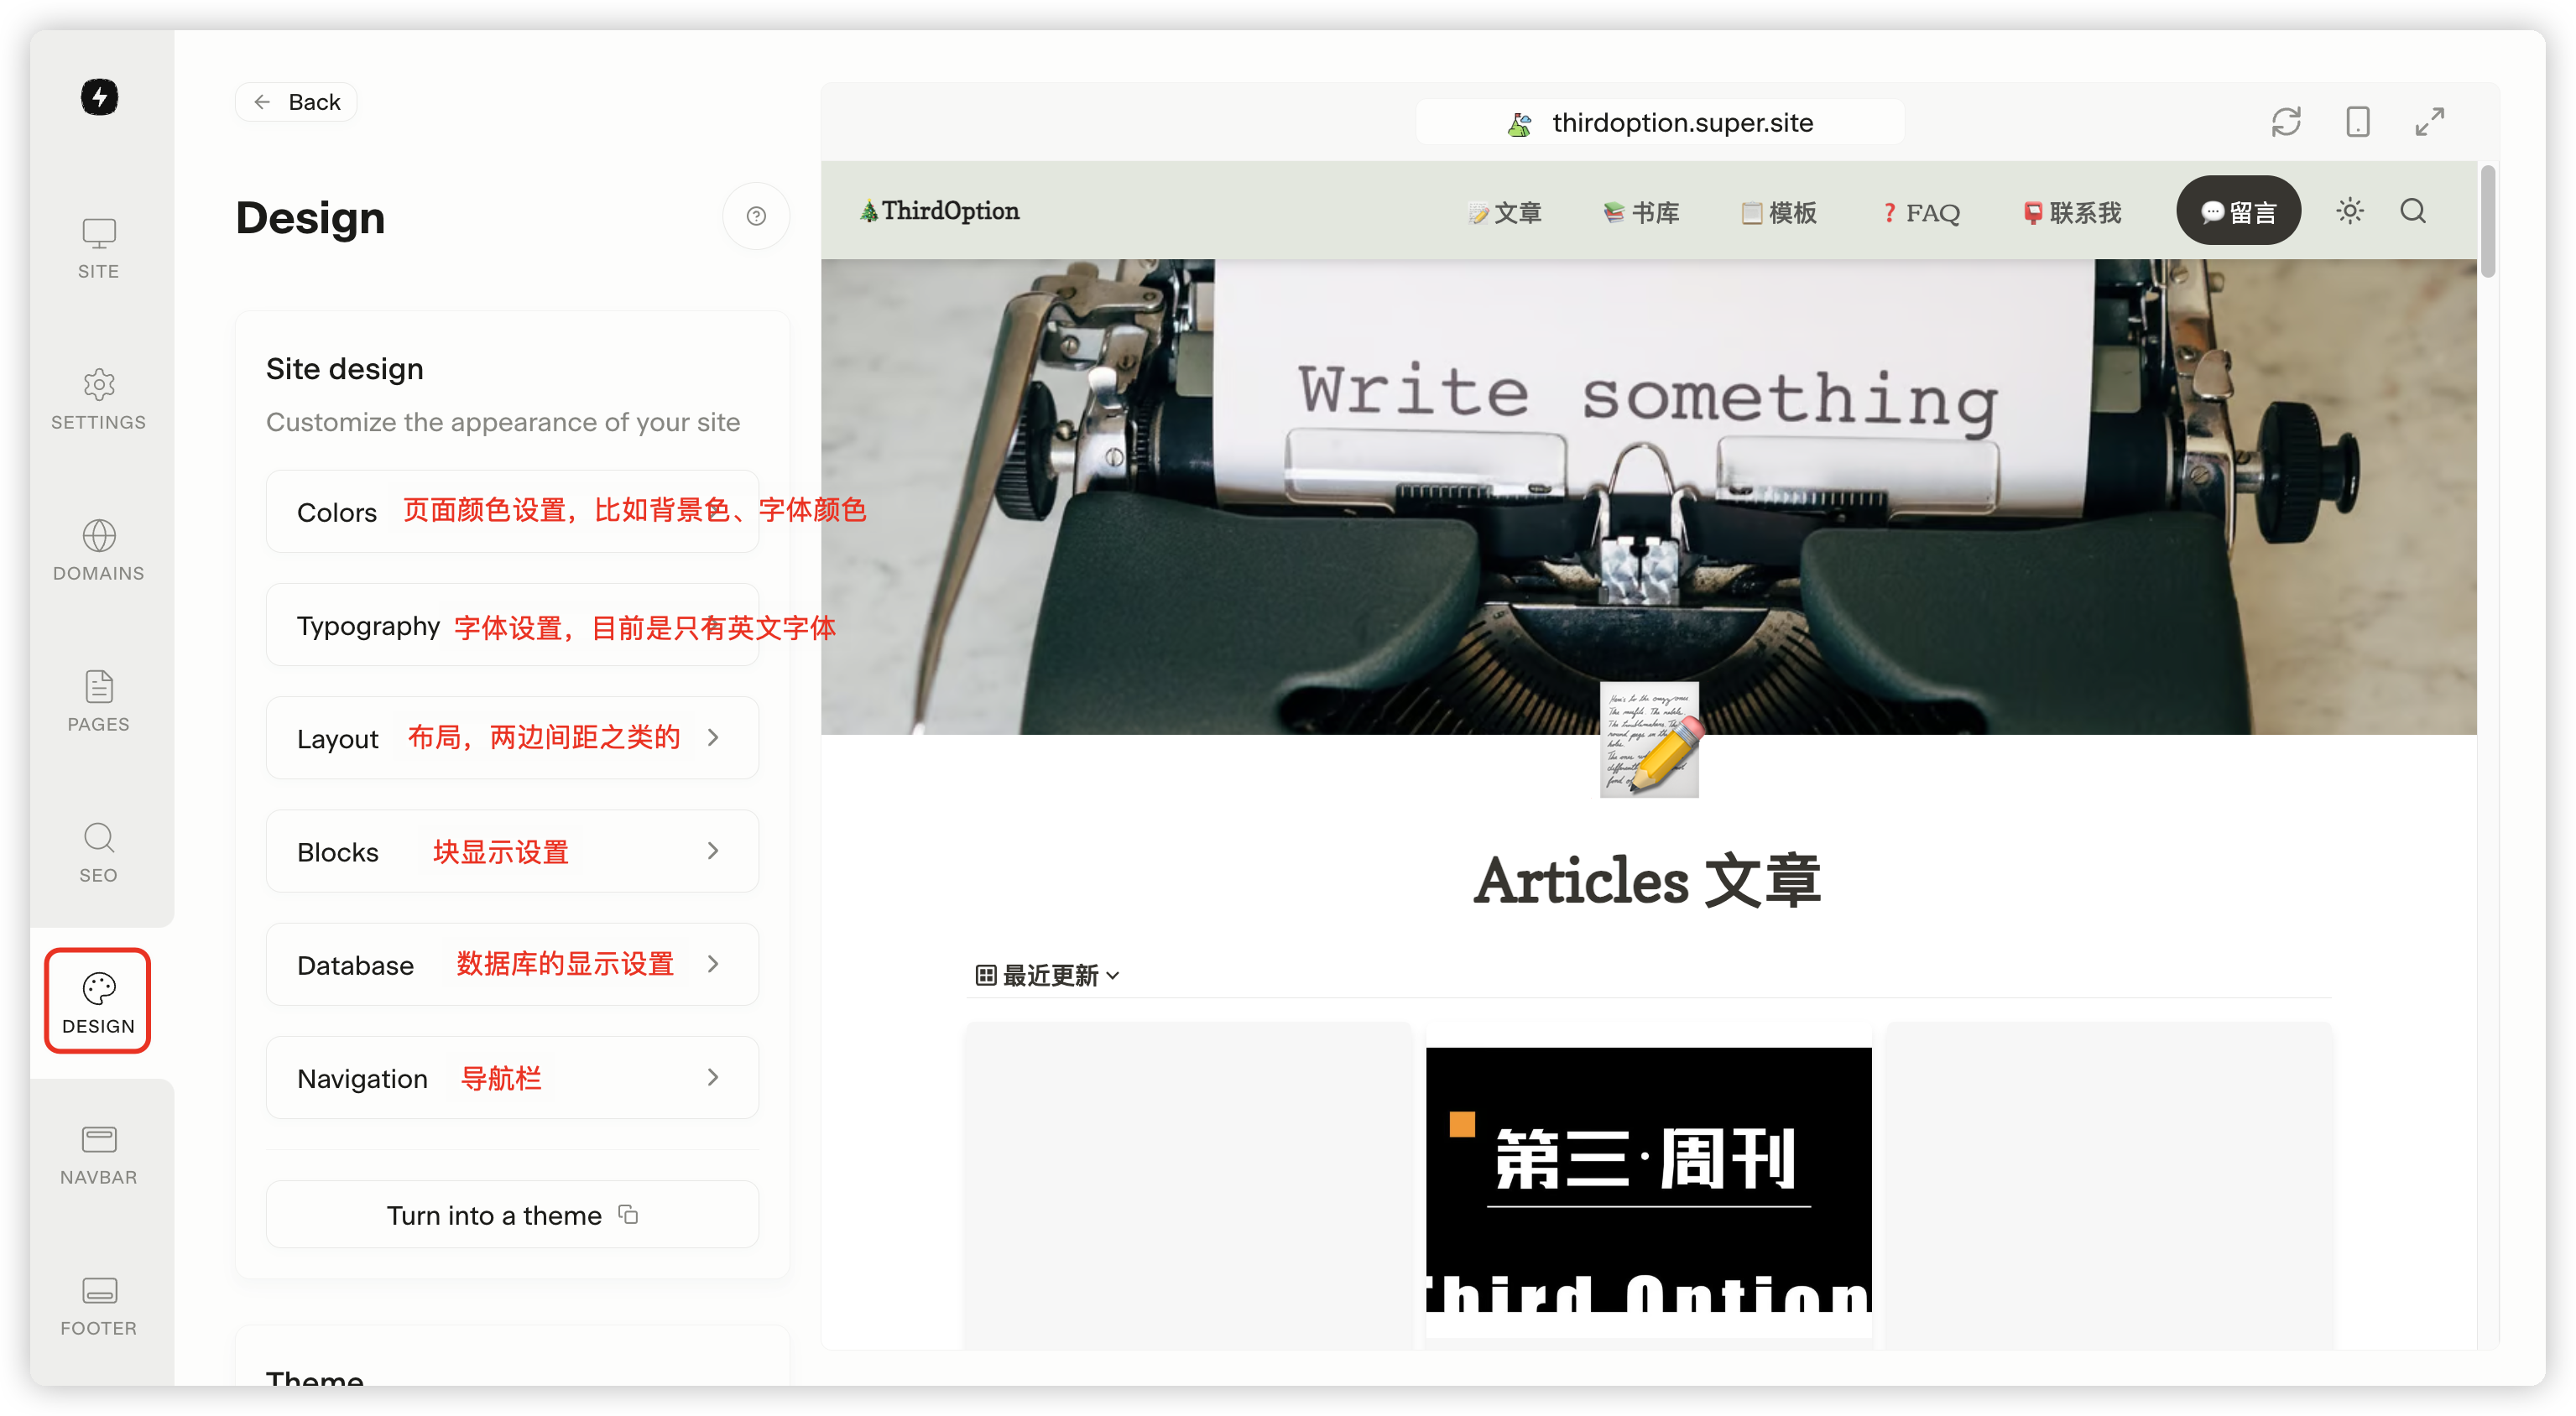 Back
Design
SITE
SETTINGS
DOMAINS
PAGES
SEO
DESIGN
NAVBAR
FOOTER
Site design
Customize the appearance of your site
Colors 页面颜色设置，比如背景色、字体颜色
Typography 字体设置，目前是只有英文字体
Layout 布局，两边间距之类的
Blocks 块显示设置
Database 数据库的显示设置
Navigation 导航栏
Turn into a theme
Theme
thirdoption.super.site
🎄ThirdOption
📝文章 📚书库 📋模板 ❓FAQ 📮联系我 💬留言
Write something
Articles 文章
最近更新
第三·周刊
Third Option